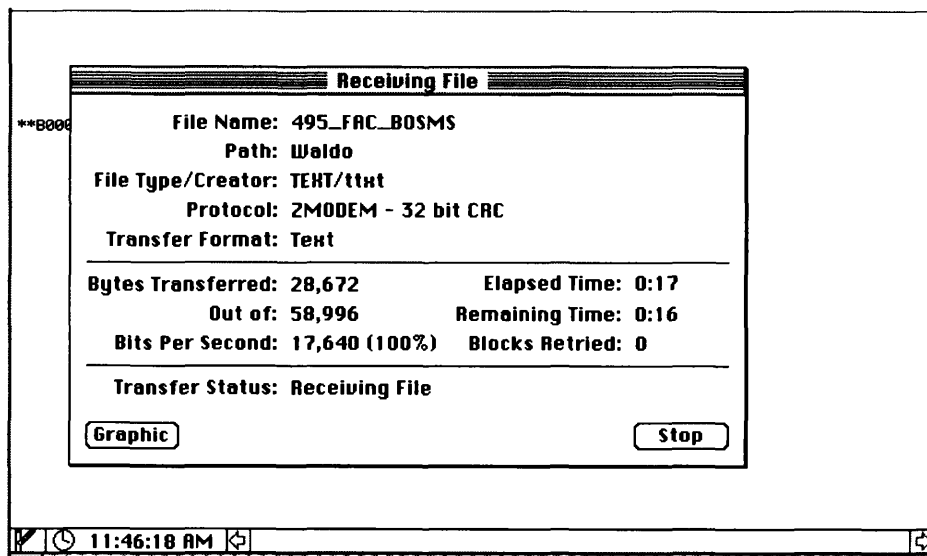 Receiving File
**B000
File Name: 495_FAC_BOSMS
Path: Waldo
File Type/Creator: TEXT/ttxt
Protocol: ZMODEM - 32 bit CRC
Transfer Format: Text
Bytes Transferred: 28,672 Elapsed Time: 0:17
Out of: 58,996 Remaining Time: 0:16
Bits Per Second: 17,640 (100%) Blocks Retried: 0
Transfer Status: Receiving File
Graphic Stop
11:46:18 AM